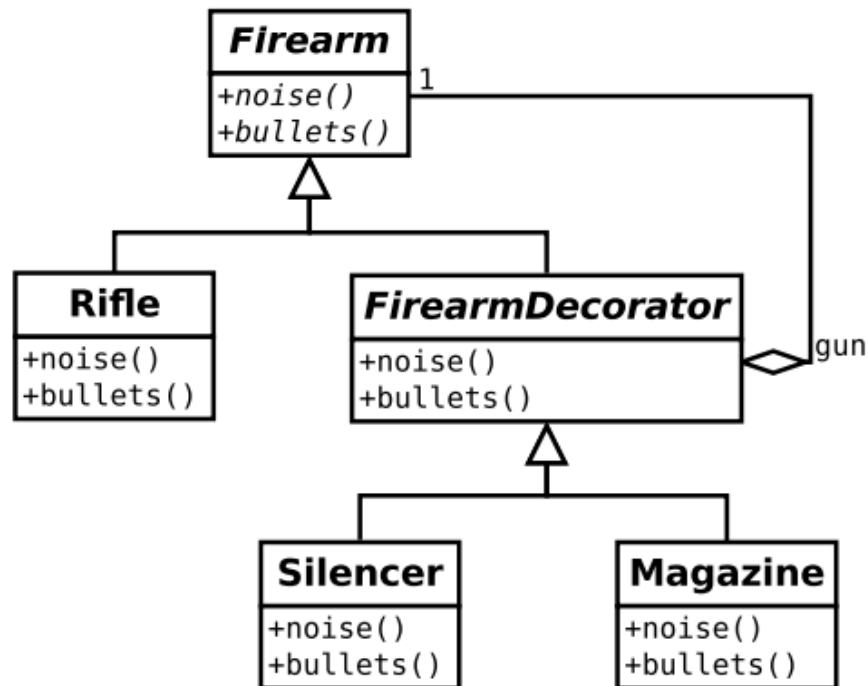 Firearm
+noise()
+bullets()
1
Rifle
+noise()
+bullets()
FirearmDecorator
+noise()
+bullets()
gun
Silencer
+noise()
+bullets()
Magazine
+noise()
+bullets()